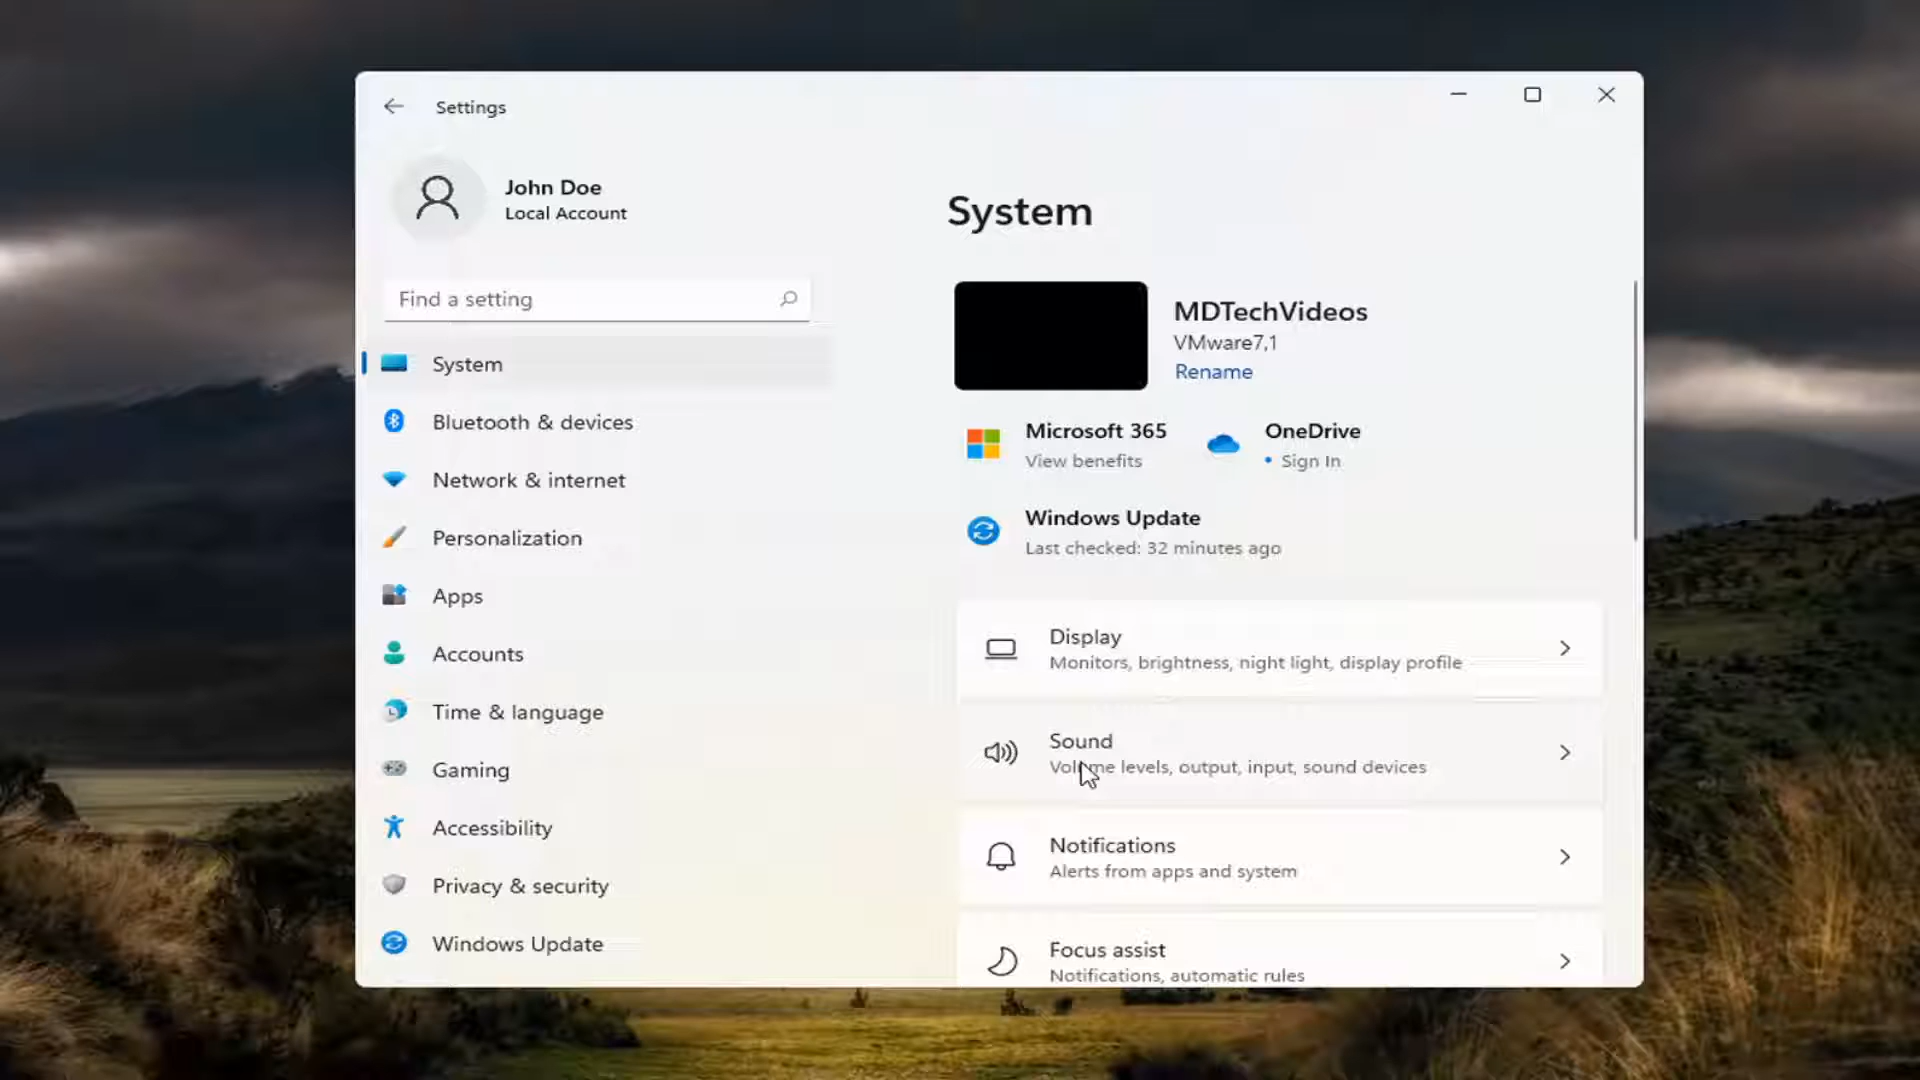 Settings
John Doe
Local Account
Find a setting
System
Bluetooth & devices
Network & internet
Personalization
Apps
Accounts
Time & language
Gaming
Accessibility
Privacy & security
Windows Update
System
MDTechVideos
VMware7,1
Rename
Microsoft 365
View benefits
OneDrive
• Sign In
Windows Update
Last checked: 32 minutes ago
Display
Monitors, brightness, night light, display profile
Sound
Volume levels, output, input, sound devices
Notifications
Alerts from apps and system
Focus assist
Notifications, automatic rules